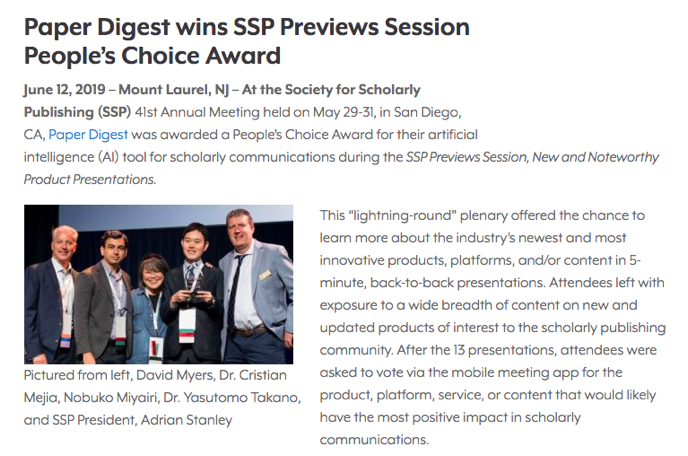 Paper Digest wins SSP Previews Session
People's Choice Award
June 12, 2019 – Mount Laurel, NJ – At the Society for Scholarly
Publishing (SSP) 41st Annual Meeting held on May 29-31, in San Diego,
CA, Paper Digest was awarded a People's Choice Award for their artificial
intelligence (AI) tool for scholarly communications during the SSP Previews Session, New and Noteworthy
Product Presentations.
Pictured from left, David Myers, Dr. Cristian
Mejia, Nobuko Miyairi, Dr. Yasutomo Takano,
and SSP President, Adrian Stanley
This "lightning-round" plenary offered the chance to
learn more about the industry's newest and most
innovative products, platforms, and/or content in 5-
minute, back-to-back presentations. Attendees left with
exposure to a wide breadth of content on new and
updated products of interest to the scholarly publishing
community. After the 13 presentations, attendees were
asked to vote via the mobile meeting app for the
product, platform, service, or content that would likely
have the most positive impact in scholarly
communications.